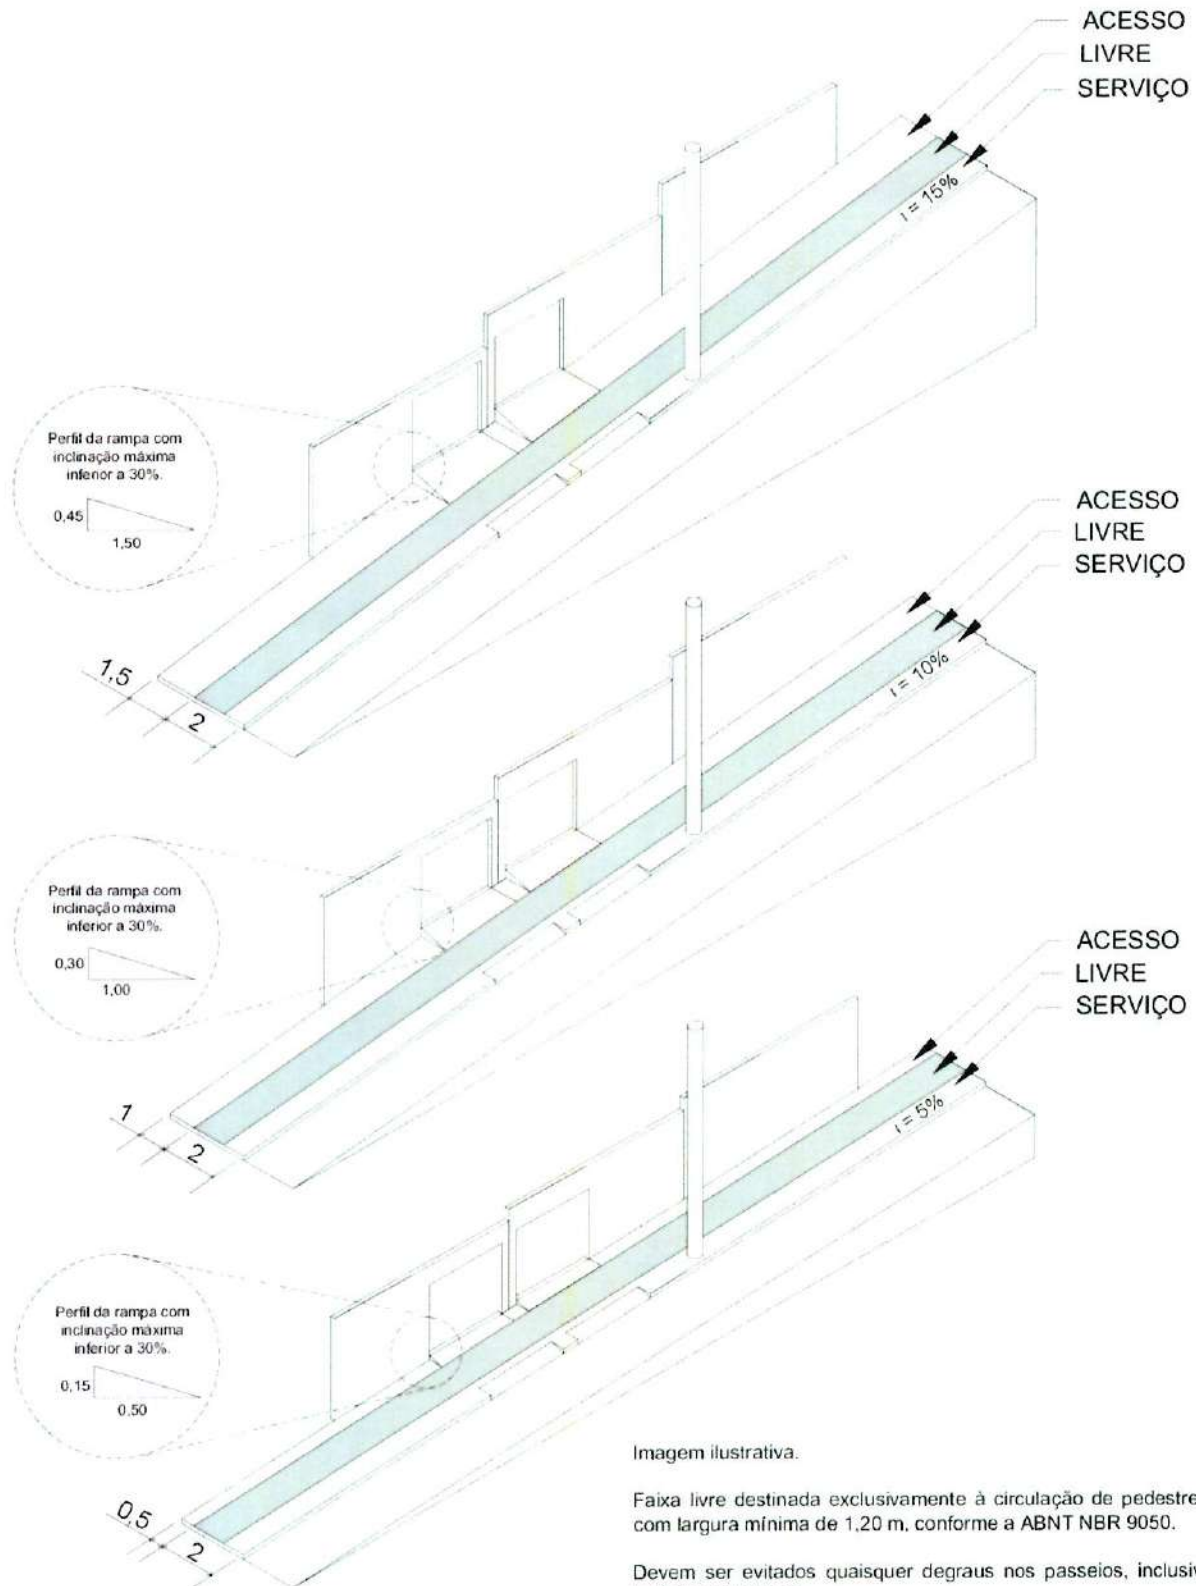 ACESSO
LIVRE
SERVIÇO
i = 15%
Perfil da rampa com
inclinação máxima
inferior a 30%.
0,45
1,50
1,5
2
ACESSO
LIVRE
SERVIÇO
i = 10%
Perfil da rampa com
inclinação máxima
inferior a 30%.
0,30
1,00
1
2
ACESSO
LIVRE
SERVIÇO
i = 5%
Perfil da rampa com
inclinação máxima
inferior a 30%.
0,15
0,50
0,5
2
Imagem ilustrativa.
Faixa livre destinada exclusivamente à circulação de pedestre
com largura mínima de 1,20 m, conforme a ABNT NBR 9050.
Devem ser evitados quaisquer degraus nos passeios, inclusiv